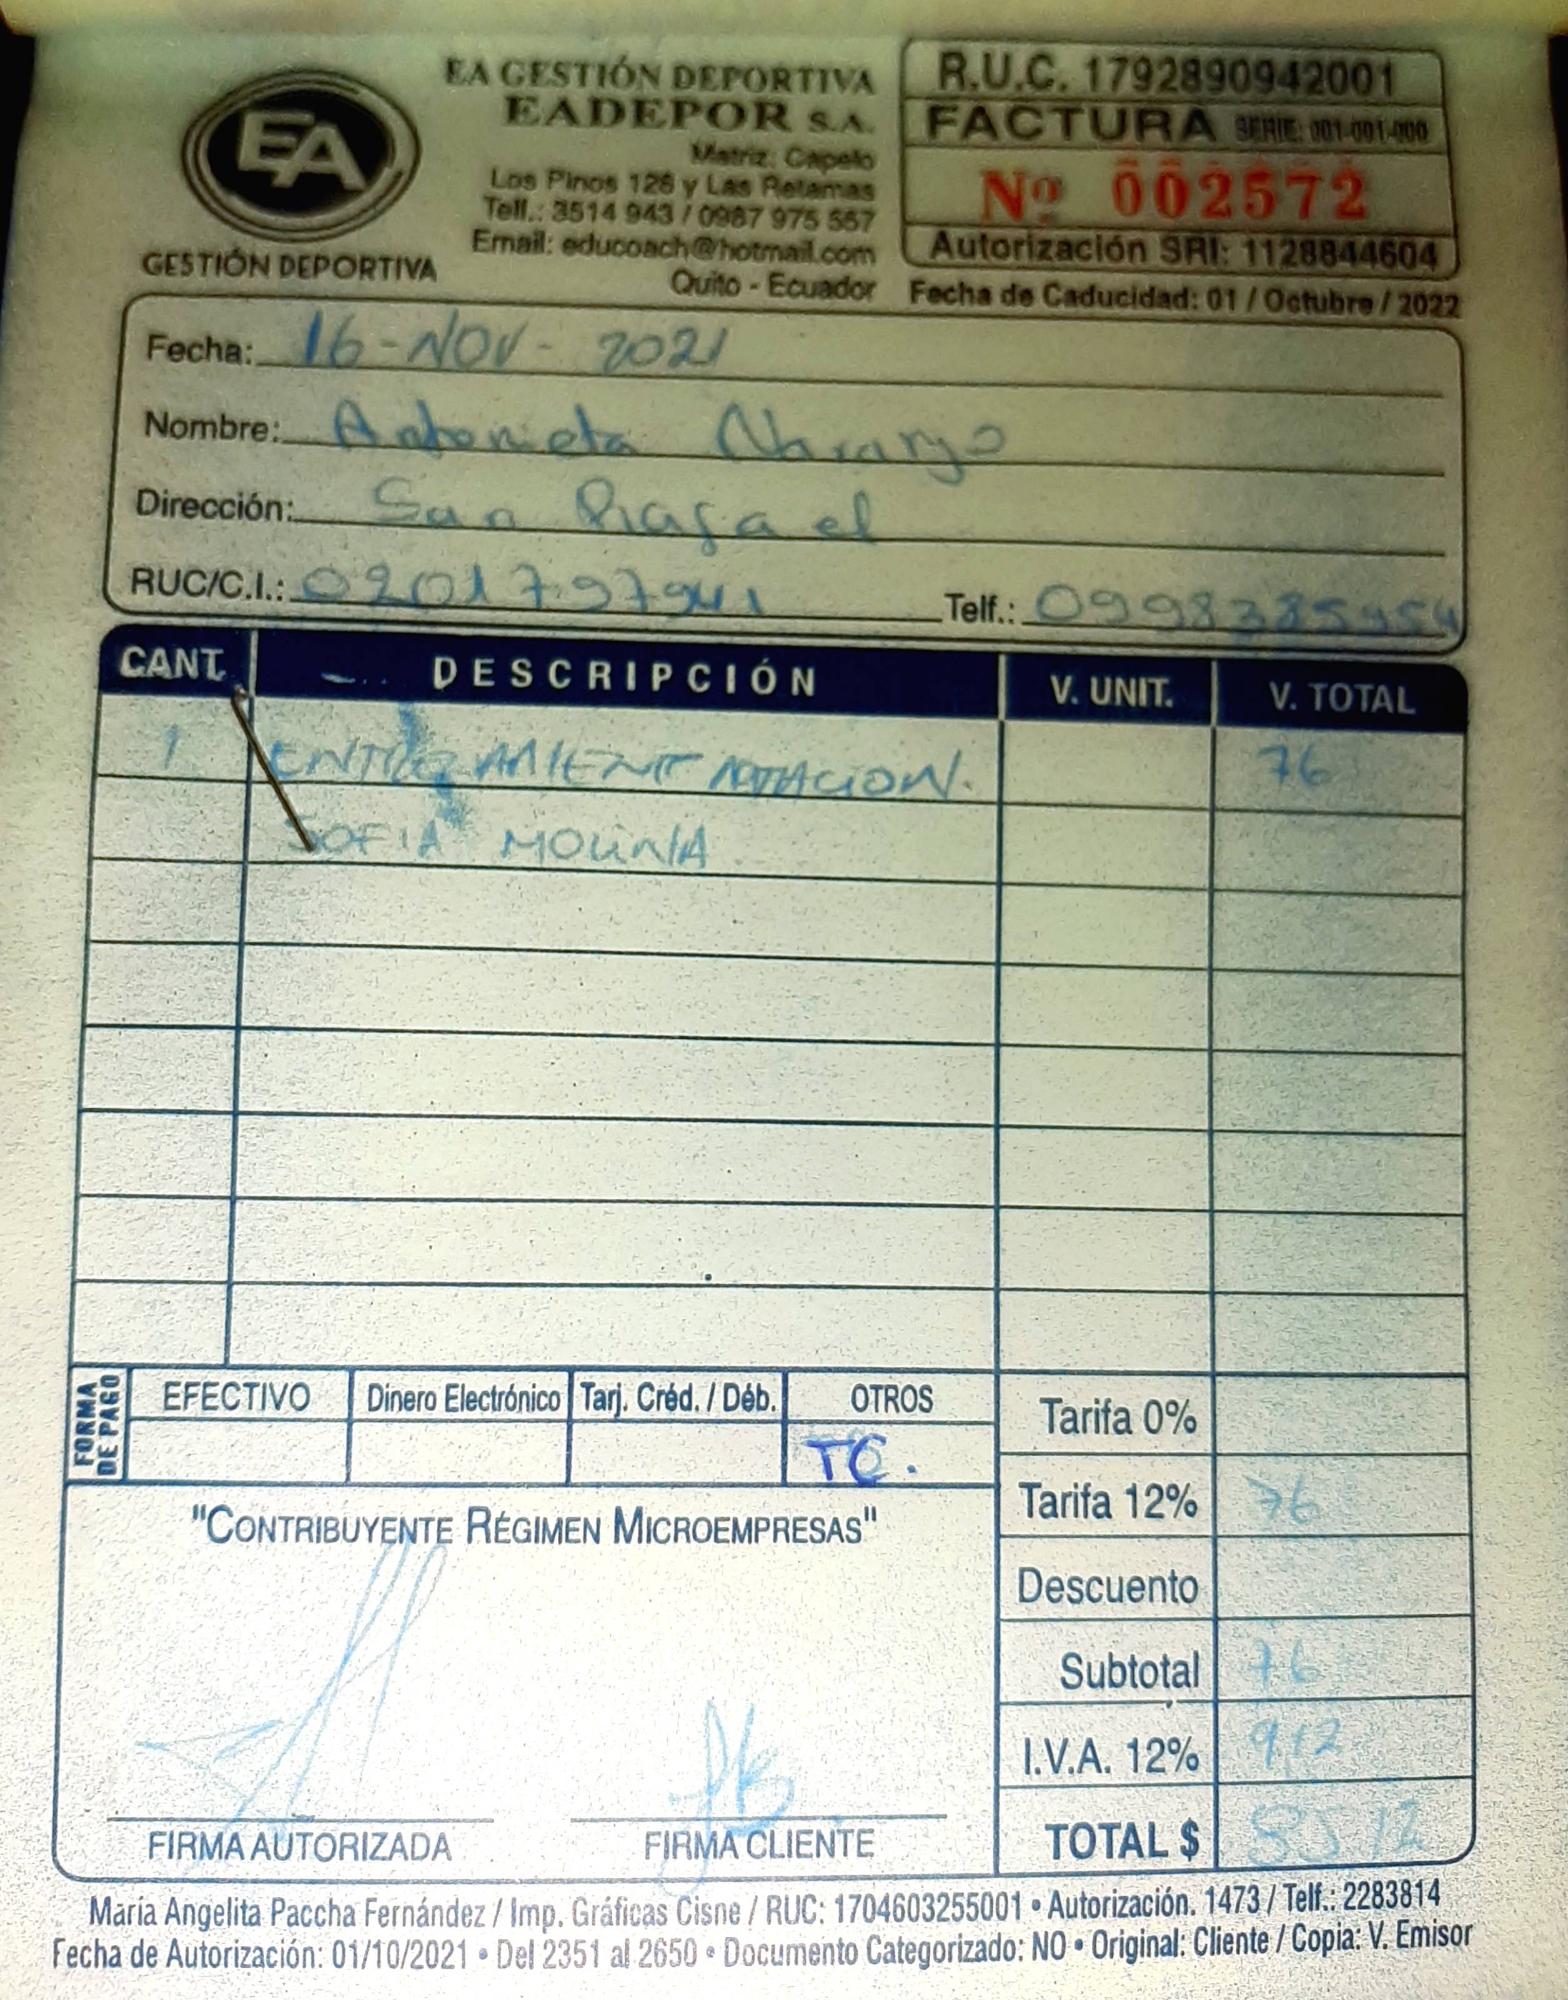 EA
GESTIÓN DEPORTIVA
EA GESTIÓN DEPORTIVA
EADEPOR S.A.
Matriz: Capelo
Los Pinos 126 y Las Retamas
Telf.: 3514 943 / 0987 975 557
Email: educoach@hotmail.com
Quito - Ecuador
R.U.C. 1792890942001
FACTURA SERIE: 001-001-000
Nº 002572
Autorización SRI: 1128844604
Fecha de Caducidad: 01 / Octubre / 2022
Fecha: 16-NOV- 2021
Nombre: Antonieta Naranjo
Dirección: San Rafael
RUC/C.I.: 0201797941 Telf.:
CANT. DESCRIPCIÓN V. UNIT. V. TOTAL
1 NATACION. 76
SOFIA
FORMA DE PAGO
EFECTIVO Dinero Electrónico Tarj. Créd. / Déb. OTROS
TC.
Tarifa 0%
Tarifa 12% 76
Descuento
Subtotal 76
I.V.A. 12% 9,12
TOTAL $ 85,12
"CONTRIBUYENTE RÉGIMEN MICROEMPRESAS"
FIRMA AUTORIZADA FIRMA CLIENTE
María Angelita Paccha Fernández / Imp. Gráficas Cisne / RUC: 1704603255001 • Autorización. 1473 / Telf.: 2283814
Fecha de Autorización: 01/10/2021 • Del 2351 al 2650 • Documento Categorizado: NO • Original: Cliente / Copia: V. Emisor